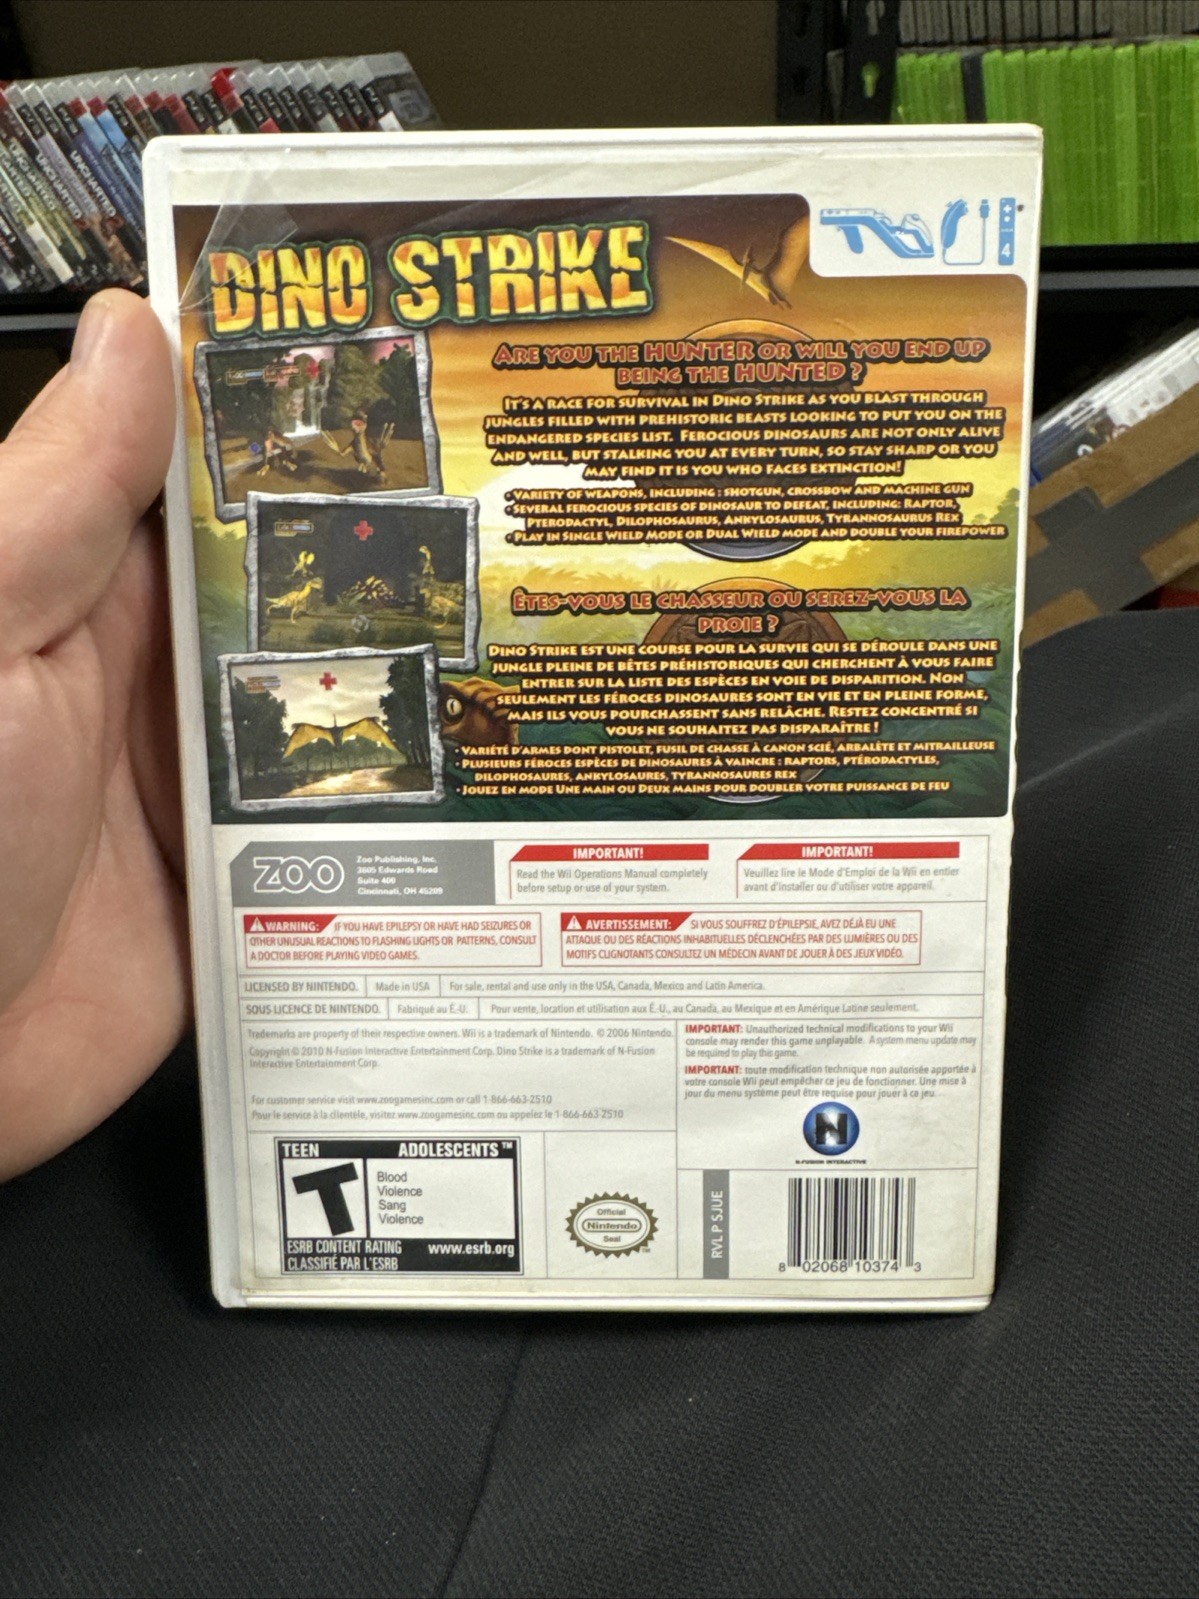 UNCHARTED
UNCHARTED
UNCHARTED
DINO STRIKE
4
ARE YOU THE HUNTER OR WILL YOU END UP
BEING THE HUNTED ?
IT'S A RACE FOR SURVIVAL IN DINO STRIKE AS YOU BLAST THROUGH
JUNGLES FILLED WITH PREHISTORIC BEASTS LOOKING TO PUT YOU ON THE
ENDANGERED SPECIES LIST. FEROCIOUS DINOSAURS ARE NOT ONLY ALIVE
AND WELL, BUT STALKING YOU AT EVERY TURN, SO STAY SHARP OR YOU
MAY FIND IT IS YOU WHO FACES EXTINCTION!
• VARIETY OF WEAPONS, INCLUDING : SHOTGUN, CROSSBOW AND MACHINE GUN
• SEVERAL FEROCIOUS SPECIES OF DINOSAUR TO DEFEAT, INCLUDING: RAPTOR,
PTERODACTYL, DILOPHOSAURUS, ANKYLOSAURUS, TYRANNOSAURUS REX
• PLAY IN SINGLE WIELD MODE OR DUAL WIELD MODE AND DOUBLE YOUR FIREPOWER
ÊTES-VOUS LE CHASSEUR OU SEREZ-VOUS LA
PROIE ?
DINO STRIKE EST UNE COURSE POUR LA SURVIE QUI SE DÉROULE DANS UNE
JUNGLE PLEINE DE BÊTES PRÉHISTORIQUES QUI CHERCHENT À VOUS FAIRE
ENTRER SUR LA LISTE DES ESPÈCES EN VOIE DE DISPARITION. NON
SEULEMENT LES FÉROCES DINOSAURES SONT EN VIE ET EN PLEINE FORME,
MAIS ILS VOUS POURCHASSENT SANS RELÂCHE. RESTEZ CONCENTRÉ SI
VOUS NE SOUHAITEZ PAS DISPARAÎTRE !
• VARIÉTÉ D'ARMES DONT PISTOLET, FUSIL DE CHASSE À CANON SCIÉ, ARBALÈTE ET MITRAILLEUSE
• PLUSIEURS FÉROCES ESPÈCES DE DINOSAURES À VAINCRE : RAPTORS, PTÉRODACTYLES,
DILOPHOSAURES, ANKYLOSAURES, TYRANNOSAURES REX
• JOUEZ EN MODE UNE MAIN OU DEUX MAINS POUR DOUBLER VOTRE PUISSANCE DE FEU
ZOO
Zoo Publishing, Inc.
3805 Edwards Road
Suite 400
Cincinnati, OH 45209
IMPORTANT!
Read the Wii Operations Manual completely
before setup or use of your system.
IMPORTANT!
Veuillez lire le Mode d'Emploi de la Wii en entier
avant d'installer ou d'utiliser votre appareil.
WARNING: IF YOU HAVE EPILEPSY OR HAVE HAD SEIZURES OR
OTHER UNUSUAL REACTIONS TO FLASHING LIGHTS OR PATTERNS, CONSULT
A DOCTOR BEFORE PLAYING VIDEO GAMES.
AVERTISSEMENT: SI VOUS SOUFFREZ D'ÉPILEPSIE, AVEZ DÉJÀ EU UNE
ATTAQUE OU DES RÉACTIONS INHABITUELLES DÉCLENCHÉES PAR DES LUMIÈRES OU DES
MOTIFS CLIGNOTANTS CONSULTEZ UN MÉDECIN AVANT DE JOUER À DES JEUX VIDÉO.
LICENSED BY NINTENDO. Made in USA For sale, rental and use only in the USA, Canada, Mexico and Latin America.
SOUS LICENCE DE NINTENDO. Fabriqué au É.-U. Pour vente, location et utilisation aux É.-U., au Canada, au Mexique et en Amérique Latine seulement.
Trademarks are property of their respective owners. Wii is a trademark of Nintendo. © 2006 Nintendo.
Copyright © 2010 N-Fusion Interactive Entertainment Corp. Dino Strike is a trademark of N-Fusion
Interactive Entertainment Corp.
For customer service visit www.zoogamesinc.com or call 1-866-663-2510
Pour le service à la clientèle, visitez www.zoogamesinc.com ou appelez le 1-866-663-2510
IMPORTANT: Unauthorized technical modifications to your Wii
console may render this game unplayable. A system menu update may
be required to play this game.
IMPORTANT: toute modification technique non autorisée apportée à
votre console Wii peut empêcher ce jeu de fonctionner. Une mise à
jour du menu système peut être requise pour jouer à ce jeu.
N
N-FUSION INTERACTIVE
TEEN ADOLESCENTS™
T
Blood
Violence
Sang
Violence
ESRB CONTENT RATING www.esrb.org
CLASSIFIÉ PAR L'ESRB
Official
Nintendo
Seal
TM
RVL P SJUE
8 02068 10374 3